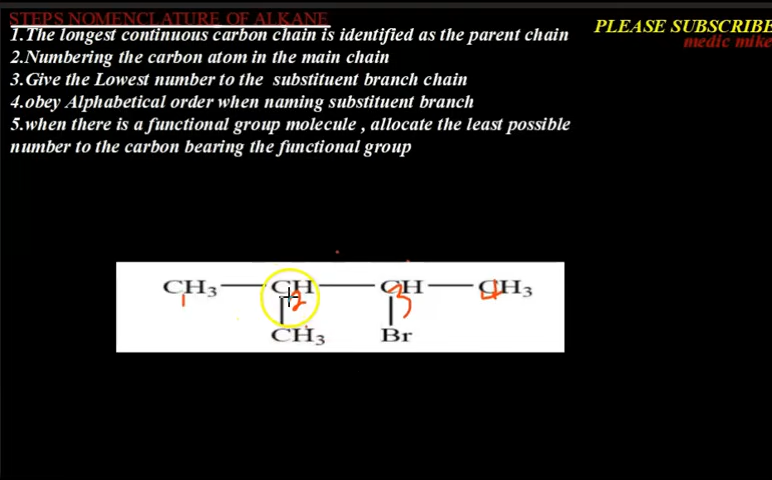 STEPS NOMENCLATURE OF ALKANE
1.The longest continuous carbon chain is identified as the parent chain
2.Numbering the carbon atom in the main chain
3.Give the Lowest number to the substituent branch chain
4.obey Alphabetical order when naming substituent branch
5.when there is a functional group molecule , allocate the least possible
number to the carbon bearing the functional group
PLEASE SUBSCRIBE
medic mike
CH3 CH CH CH3
1 2 3 4
CH3 Br